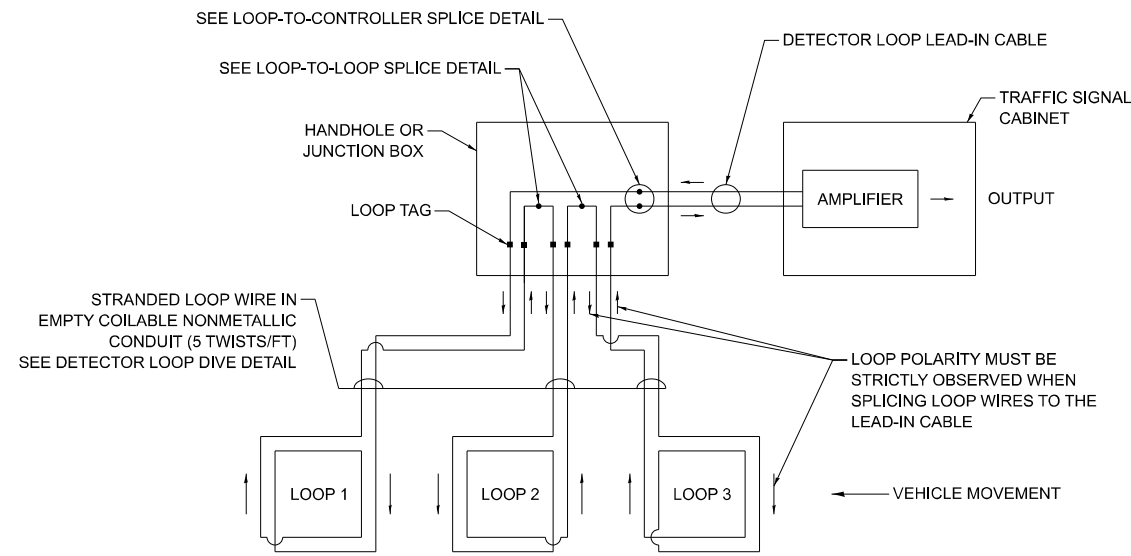 SEE LOOP-TO-CONTROLLER SPLICE DETAIL
DETECTOR LOOP LEAD-IN CABLE
SEE LOOP-TO-LOOP SPLICE DETAIL
TRAFFIC SIGNAL
CABINET
HANDHOLE OR
JUNCTION BOX
AMPLIFIER
OUTPUT
LOOP TAG
STRANDED LOOP WIRE IN
EMPTY COILABLE NONMETALLIC
CONDUIT (5 TWISTS/FT)
SEE DETECTOR LOOP DIVE DETAIL
LOOP POLARITY MUST BE
STRICTLY OBSERVED WHEN
SPLICING LOOP WIRES TO THE
LEAD-IN CABLE
LOOP 1
LOOP 2
LOOP 3
VEHICLE MOVEMENT